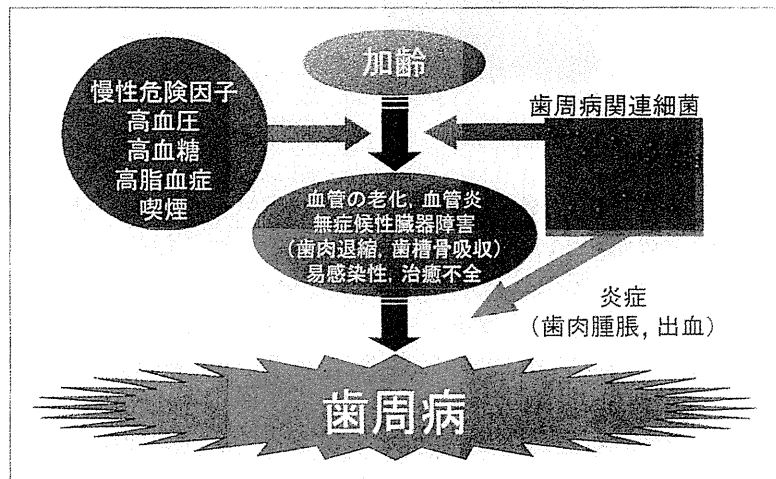 加齢
慢性危険因子
高血圧
高血糖
高脂血症
喫煙
歯周病関連細菌
血管の老化, 血管炎
無症候性臓器障害
(歯肉退縮, 歯槽骨吸収)
易感染性, 治癒不全
炎症
(歯肉腫脹, 出血)
歯周病